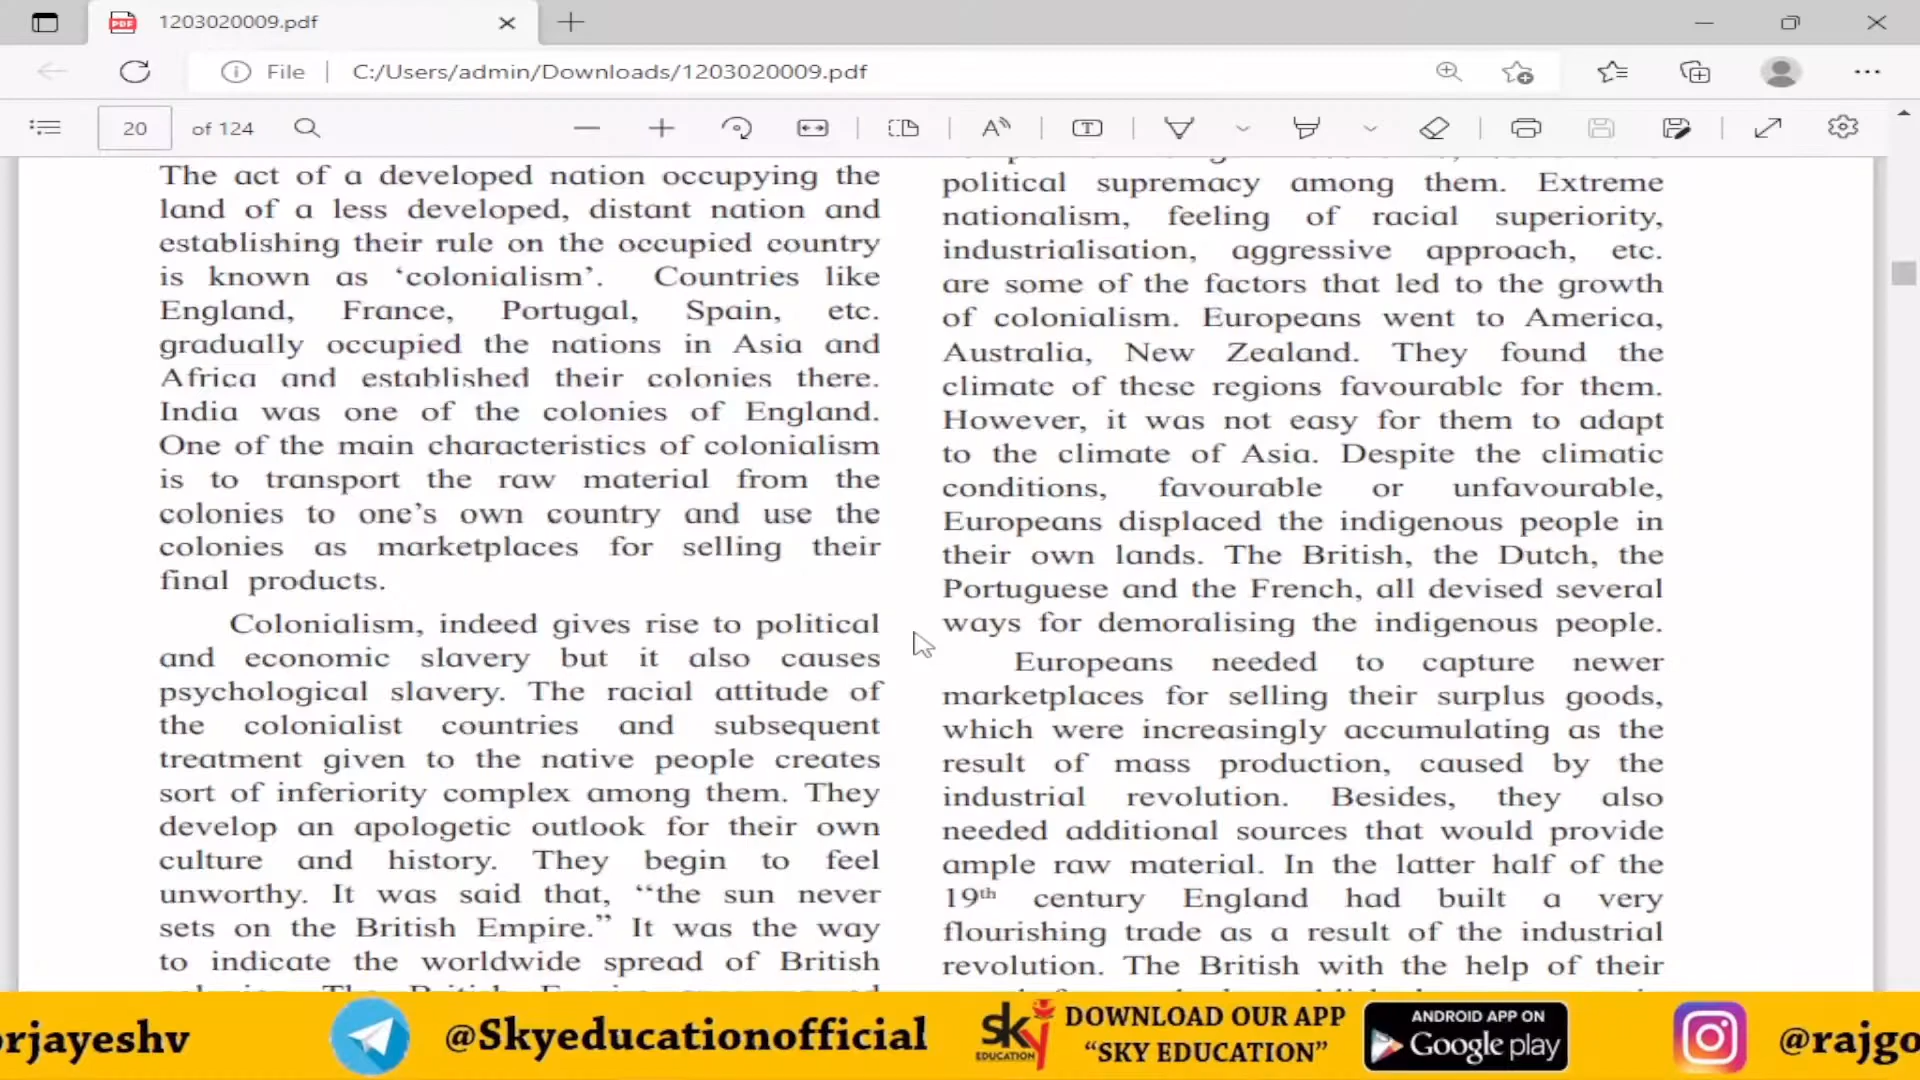 1203020009.pdf
File
C:/Users/admin/Downloads/1203020009.pdf
20 of 124
The act of a developed nation occupying the
land of a less developed, distant nation and
establishing their rule on the occupied country
is known as ‘colonialism’. Countries like
England, France, Portugal, Spain, etc.
gradually occupied the nations in Asia and
Africa and established their colonies there.
India was one of the colonies of England.
One of the main characteristics of colonialism
is to transport the raw material from the
colonies to one’s own country and use the
colonies as marketplaces for selling their
final products.
Colonialism, indeed gives rise to political
and economic slavery but it also causes
psychological slavery. The racial attitude of
the colonialist countries and subsequent
treatment given to the native people creates
sort of inferiority complex among them. They
develop an apologetic outlook for their own
culture and history. They begin to feel
unworthy. It was said that, “the sun never
sets on the British Empire.” It was the way
to indicate the worldwide spread of British
political supremacy among them. Extreme
nationalism, feeling of racial superiority,
industrialisation, aggressive approach, etc.
are some of the factors that led to the growth
of colonialism. Europeans went to America,
Australia, New Zealand. They found the
climate of these regions favourable for them.
However, it was not easy for them to adapt
to the climate of Asia. Despite the climatic
conditions, favourable or unfavourable,
Europeans displaced the indigenous people in
their own lands. The British, the Dutch, the
Portuguese and the French, all devised several
ways for demoralising the indigenous people.
Europeans needed to capture newer
marketplaces for selling their surplus goods,
which were increasingly accumulating as the
result of mass production, caused by the
industrial revolution. Besides, they also
needed additional sources that would provide
ample raw material. In the latter half of the
19th century England had built a very
flourishing trade as a result of the industrial
revolution. The British with the help of their
orjayeshv
@Skyeducationofficial
sky
EDUCATION
DOWNLOAD OUR APP
“SKY EDUCATION”
ANDROID APP ON
Google play
@rajgo